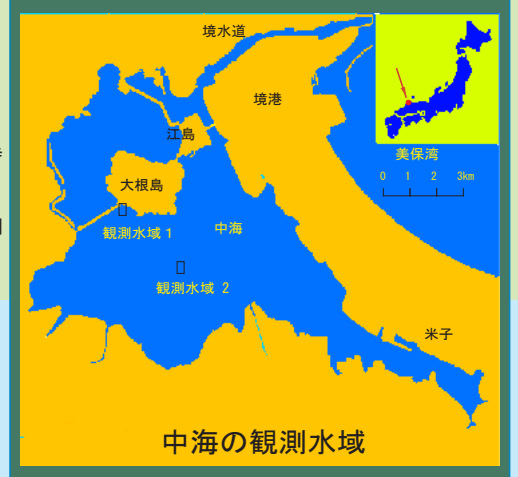 境水道
境港
江島
美保湾
大根島
0 1 2 3km
中海
観測水域 1
観測水域 2
米子
中海の観測水域